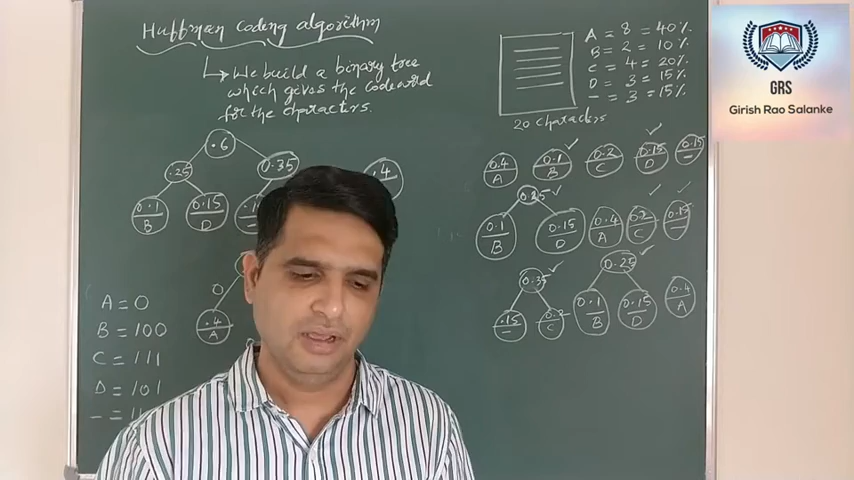 Huffman Coding algorithm
↳ We build a binary tree
which gives the codeword
for the characters.
A = 8 = 40%
B = 2 = 10%
C = 4 = 20%
D = 3 = 15%
– = 3 = 15%
20 characters
GRS
Girish Rao Salanke
0.4 A 0.1 B 0.2 C 0.15 D 0.15 –
0.25
0.1 B 0.15 D 0.4 A 0.2 C 0.15 –
0.35 0.25
.15 – 0.2 C 0.1 B 0.15 D 0.4 A
.6
.25 0.35 .4
0.1 B 0.15 D
0
.4 A
A = 0
B = 100
C = 111
D = 101
– = 11